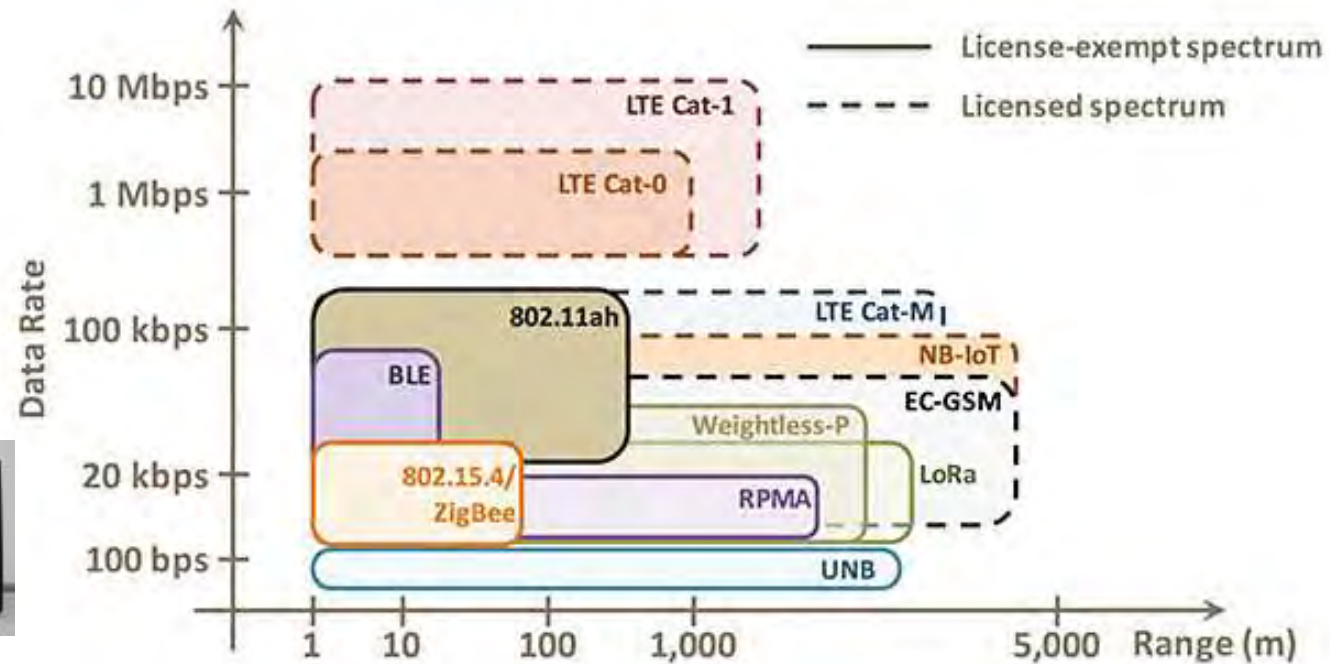 License-exempt spectrum
Licensed spectrum
10 Mbps
LTE Cat-1
1 Mbps
LTE Cat-0
Data Rate
100 kbps
802.11ah
LTE Cat-M1
NB-IoT
BLE
EC-GSM
Weightless-P
20 kbps
802.15.4/
ZigBee
RPMA
LoRa
100 bps
UNB
1
10
100
1,000
5,000
Range (m)